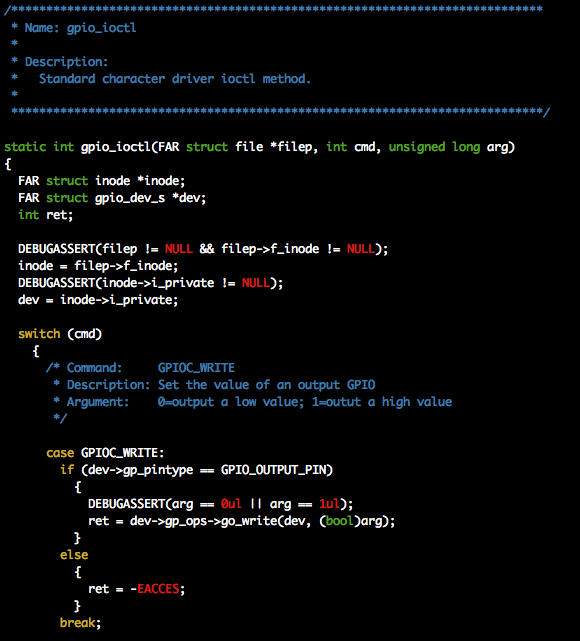 /****************************************************************************
 * Name: gpio_ioctl
 *
 * Description:
 *   Standard character driver ioctl method.
 *
 ****************************************************************************/

static int gpio_ioctl(FAR struct file *filep, int cmd, unsigned long arg)
{
  FAR struct inode *inode;
  FAR struct gpio_dev_s *dev;
  int ret;

  DEBUGASSERT(filep != NULL && filep->f_inode != NULL);
  inode = filep->f_inode;
  DEBUGASSERT(inode->i_private != NULL);
  dev = inode->i_private;

  switch (cmd)
    {
      /* Command:     GPIOC_WRITE
       * Description: Set the value of an output GPIO
       * Argument:    0=output a low value; 1=outut a high value
       */

      case GPIOC_WRITE:
        if (dev->gp_pintype == GPIO_OUTPUT_PIN)
          {
            DEBUGASSERT(arg == 0ul || arg == 1ul);
            ret = dev->gp_ops->go_write(dev, (bool)arg);
          }
        else
          {
            ret = -EACCES;
          }
        break;